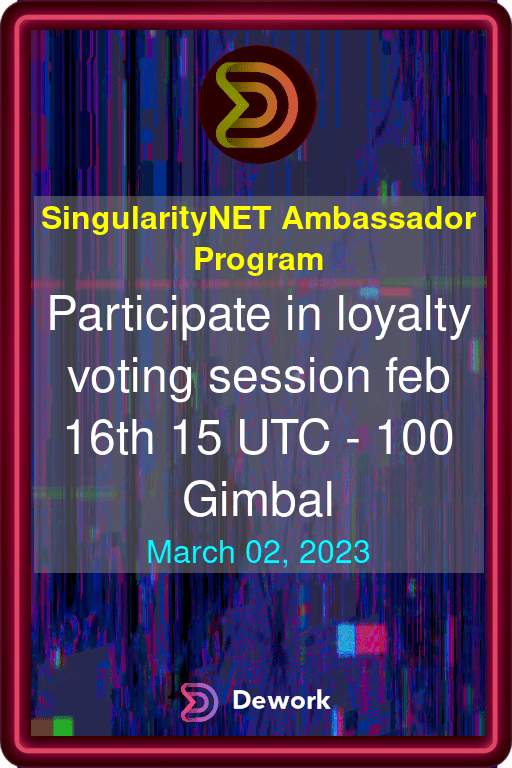 SingularityNET Ambassador
Program
Participate in loyalty
voting session feb
16th 15 UTC - 100
Gimbal
March 02, 2023
Dework